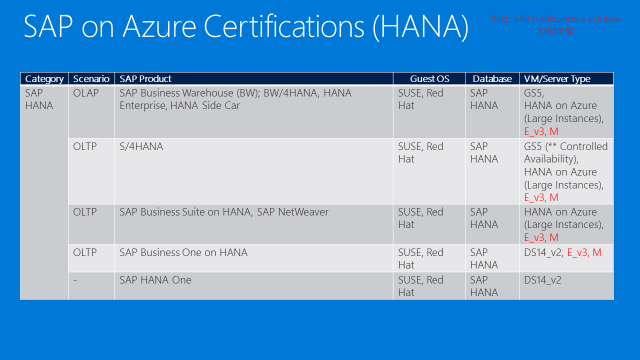 SAP on Azure Certifications (HANA)
Category Scenario SAP Product Guest OS Database VM/Server Type
SAP HANA OLAP SAP Business Warehouse (BW); BW/4HANA, HANA Enterprise, HANA Side Car SUSE, Red Hat SAP HANA GS5, HANA on Azure (Large Instances), E_v3, M
OLTP S/4HANA SUSE, Red Hat SAP HANA GS5 (** Controlled Availability), HANA on Azure (Large Instances), E_v3, M
OLTP SAP Business Suite on HANA, SAP NetWeaver SUSE, Red Hat SAP HANA HANA on Azure (Large Instances), E_v3, M
OLTP SAP Business One on HANA SUSE, Red Hat SAP HANA DS14_v2, E_v3, M
- SAP HANA One SUSE, Red Hat SAP HANA DS14_v2